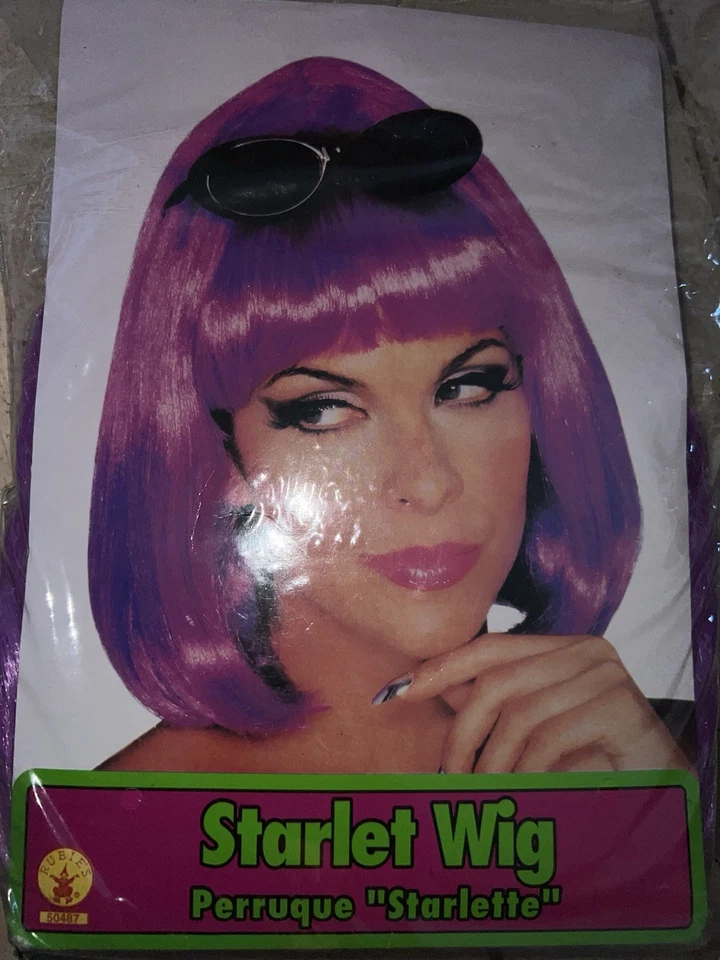 Starlet Wig
Perruque "Starlette"
RUBIE'S
50487